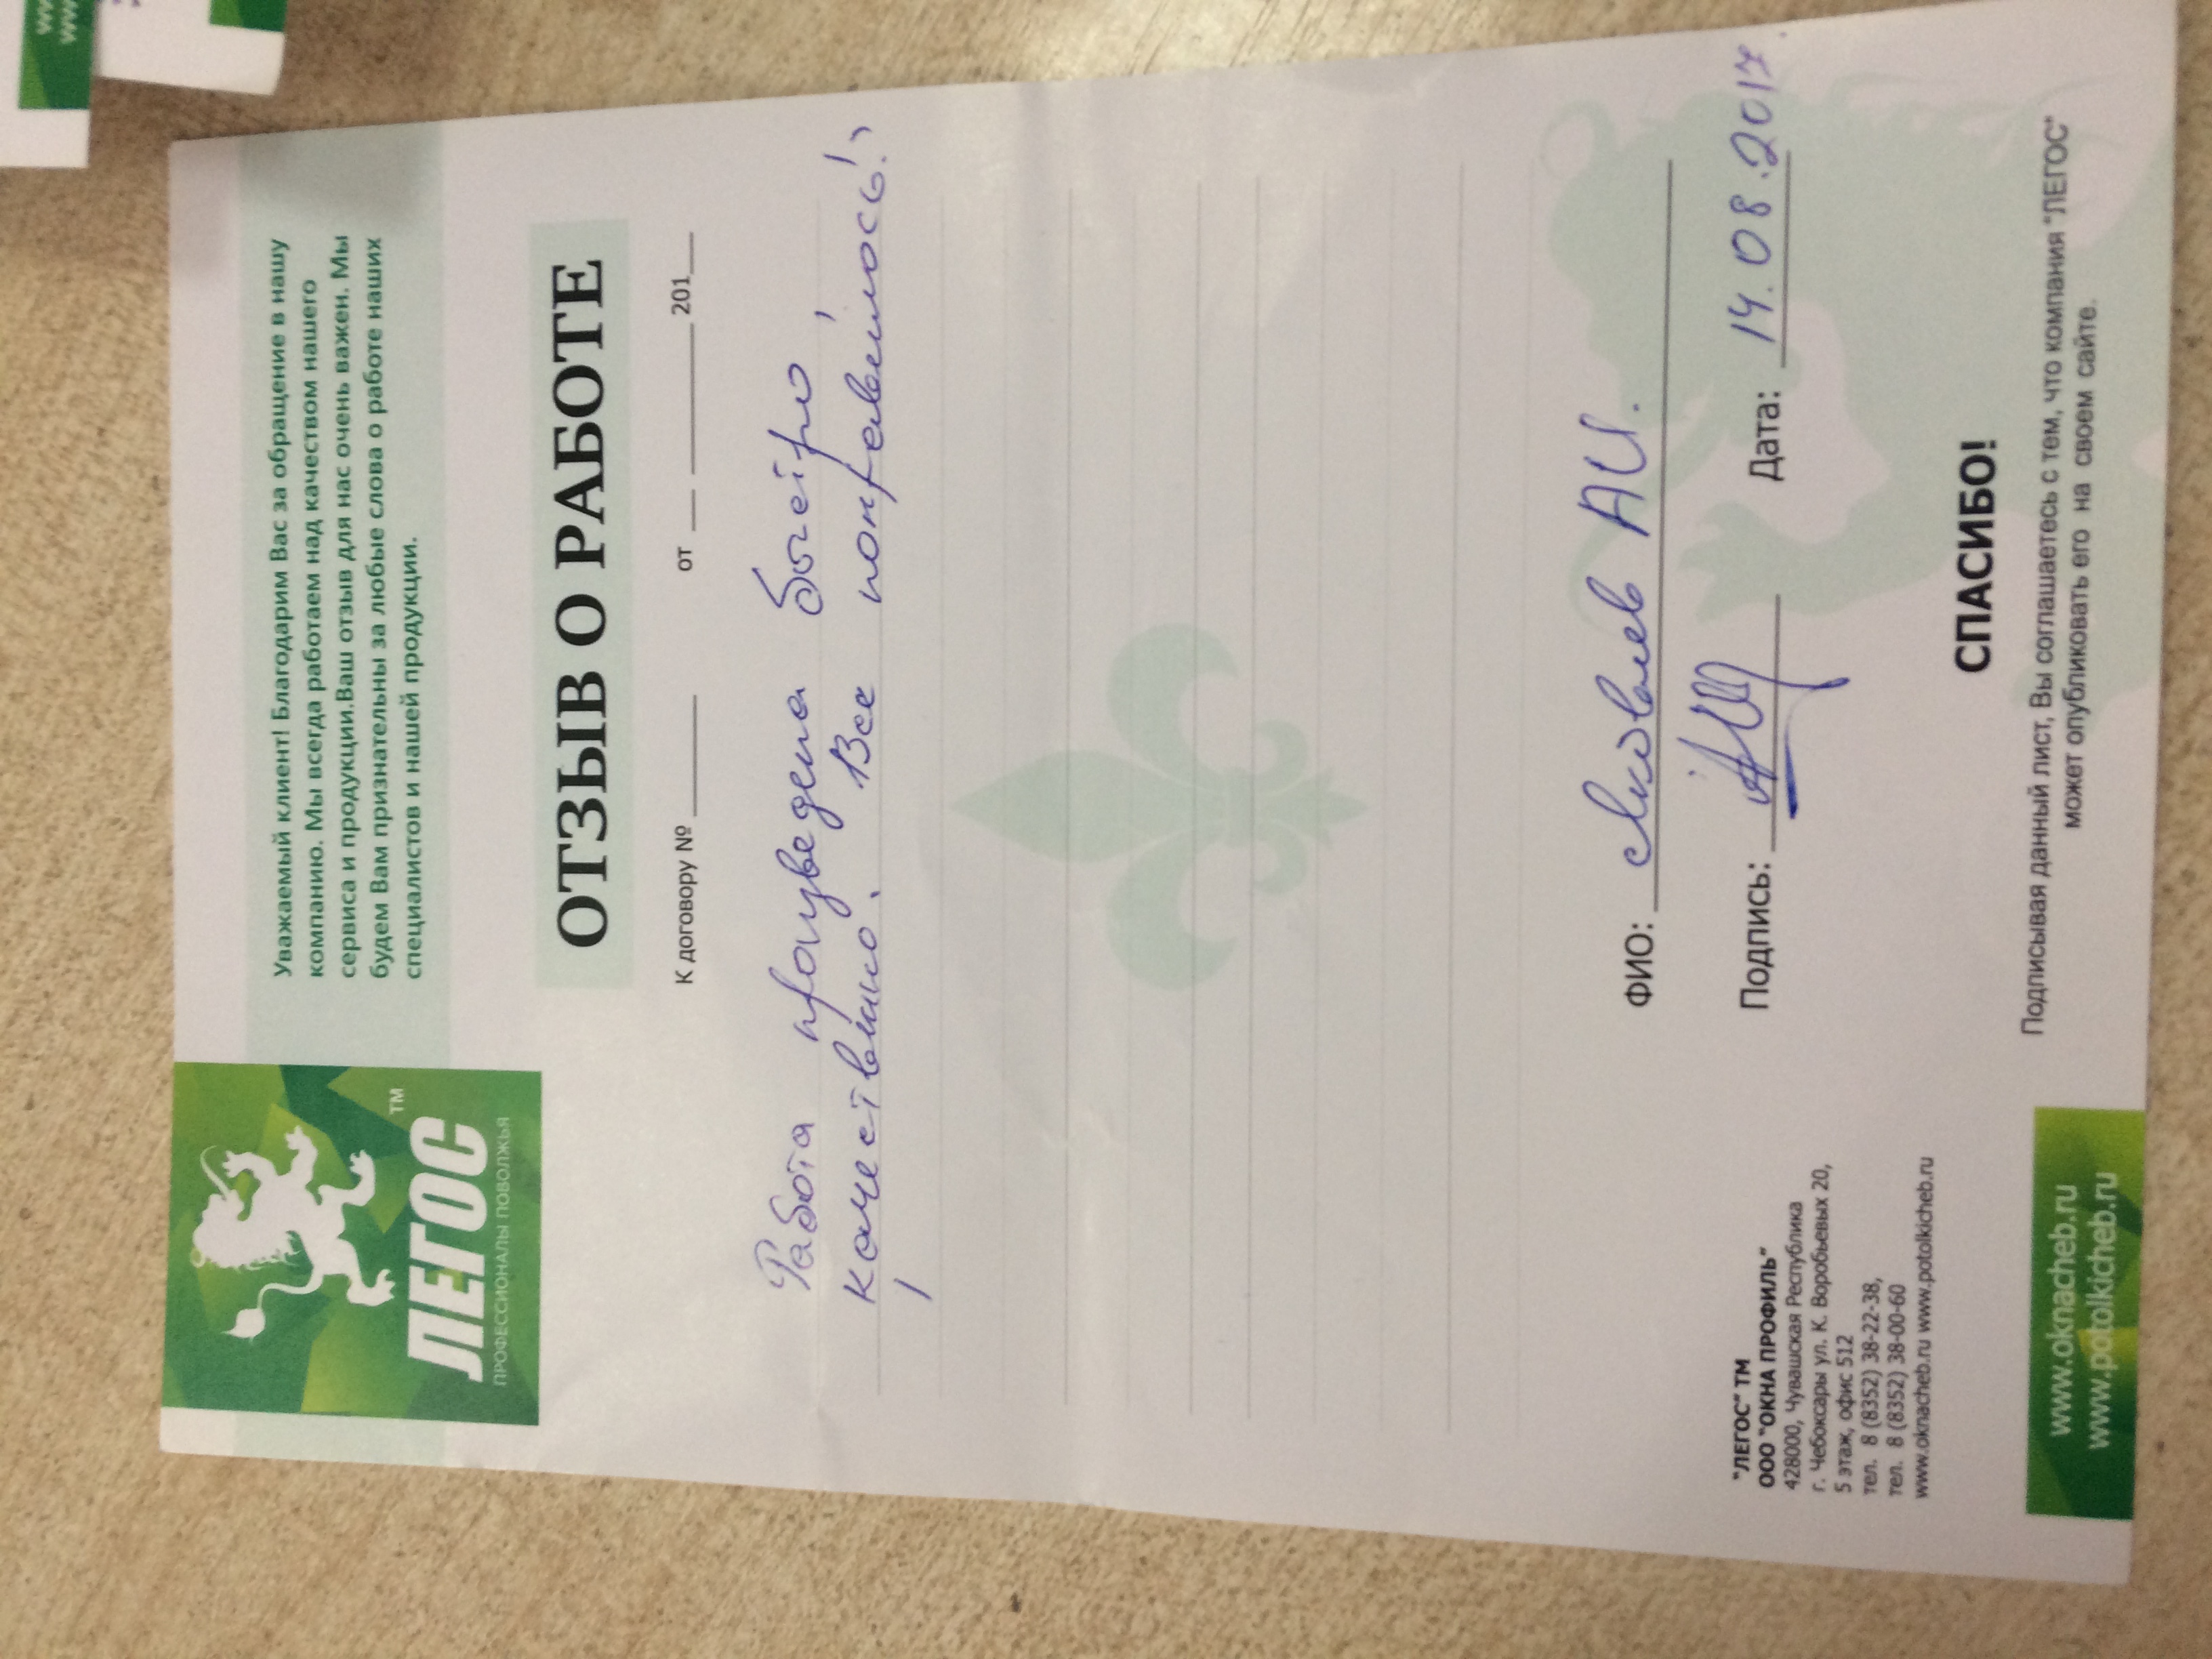 ЛЕГОС™
ПРОФЕССИОНАЛЫ ПОВОЛЖЬЯ
Уважаемый клиент! Благодарим Вас за обращение в нашу
компанию. Мы всегда работаем над качеством нашего
сервиса и продукции.Ваш отзыв для нас очень важен. Мы
будем Вам признательны за любые слова о работе наших
специалистов и нашей продукции.
ОТЗЫВ О РАБОТЕ
К договору № ______ от __ ________ 201__
Работа произведена быстро,
качественно. Все понравилось!
ФИО: Яковлев А И.
Подпись:
Дата: 14.08.2017
"ЛЕГОС" ТМ
ООО "ОКНА ПРОФИЛЬ"
428000, Чувашская Республика
г. Чебоксары ул. К. Воробьевых 20,
5 этаж, офис 512
тел. 8 (8352) 38-22-38,
тел. 8 (8352) 38-00-60
www.oknacheb.ru www.potolkicheb.ru
СПАСИБО!
Подписывая данный лист, Вы соглашаетесь с тем, что компания "ЛЕГОС"
может опубликовать его на своем сайте.
www.oknacheb.ru
www.potolkicheb.ru